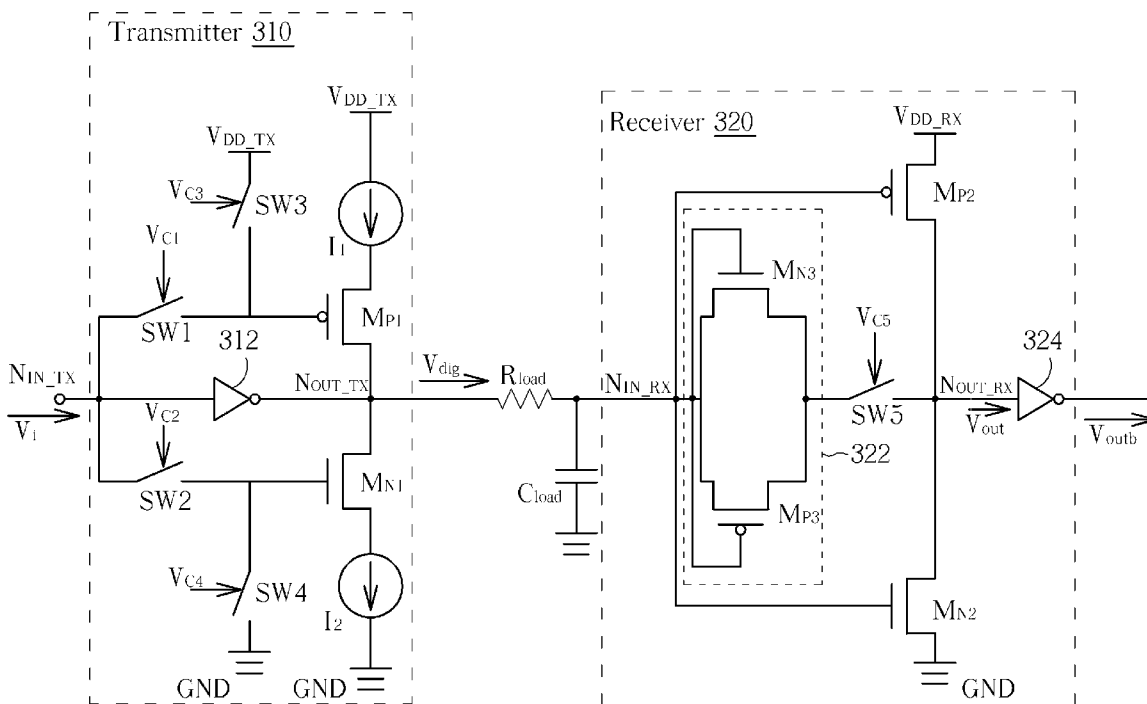 Transmitter 310
VDD_TX
VDD_TX
VC3
SW3
I1
VC1
SW1
MP1
312
NIN_TX
Vi
VC2
SW2
NOUT_TX
MN1
VC4
SW4
I2
GND
GND
Vdig
Rload
Cload
NIN_RX
Receiver 320
VDD_RX
MP2
MN3
VC5
SW5
322
MP3
NOUT_RX
Vout
324
Voutb
MN2
GND